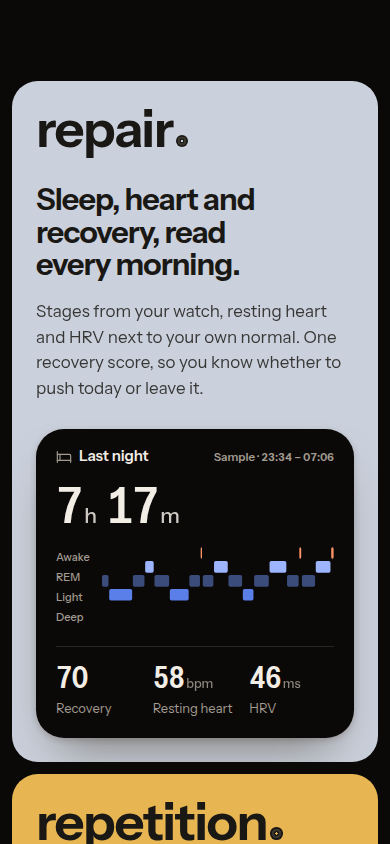 repair.
Sleep, heart and
recovery, read
every morning.
Stages from your watch, resting heart
and HRV next to your own normal. One
recovery score, so you know whether to
push today or leave it.
Last night
Sample · 23:34 – 07:06
7h 17m
Awake
REM
Light
Deep
70
58bpm
46ms
Recovery
Resting heart
HRV
repetition.